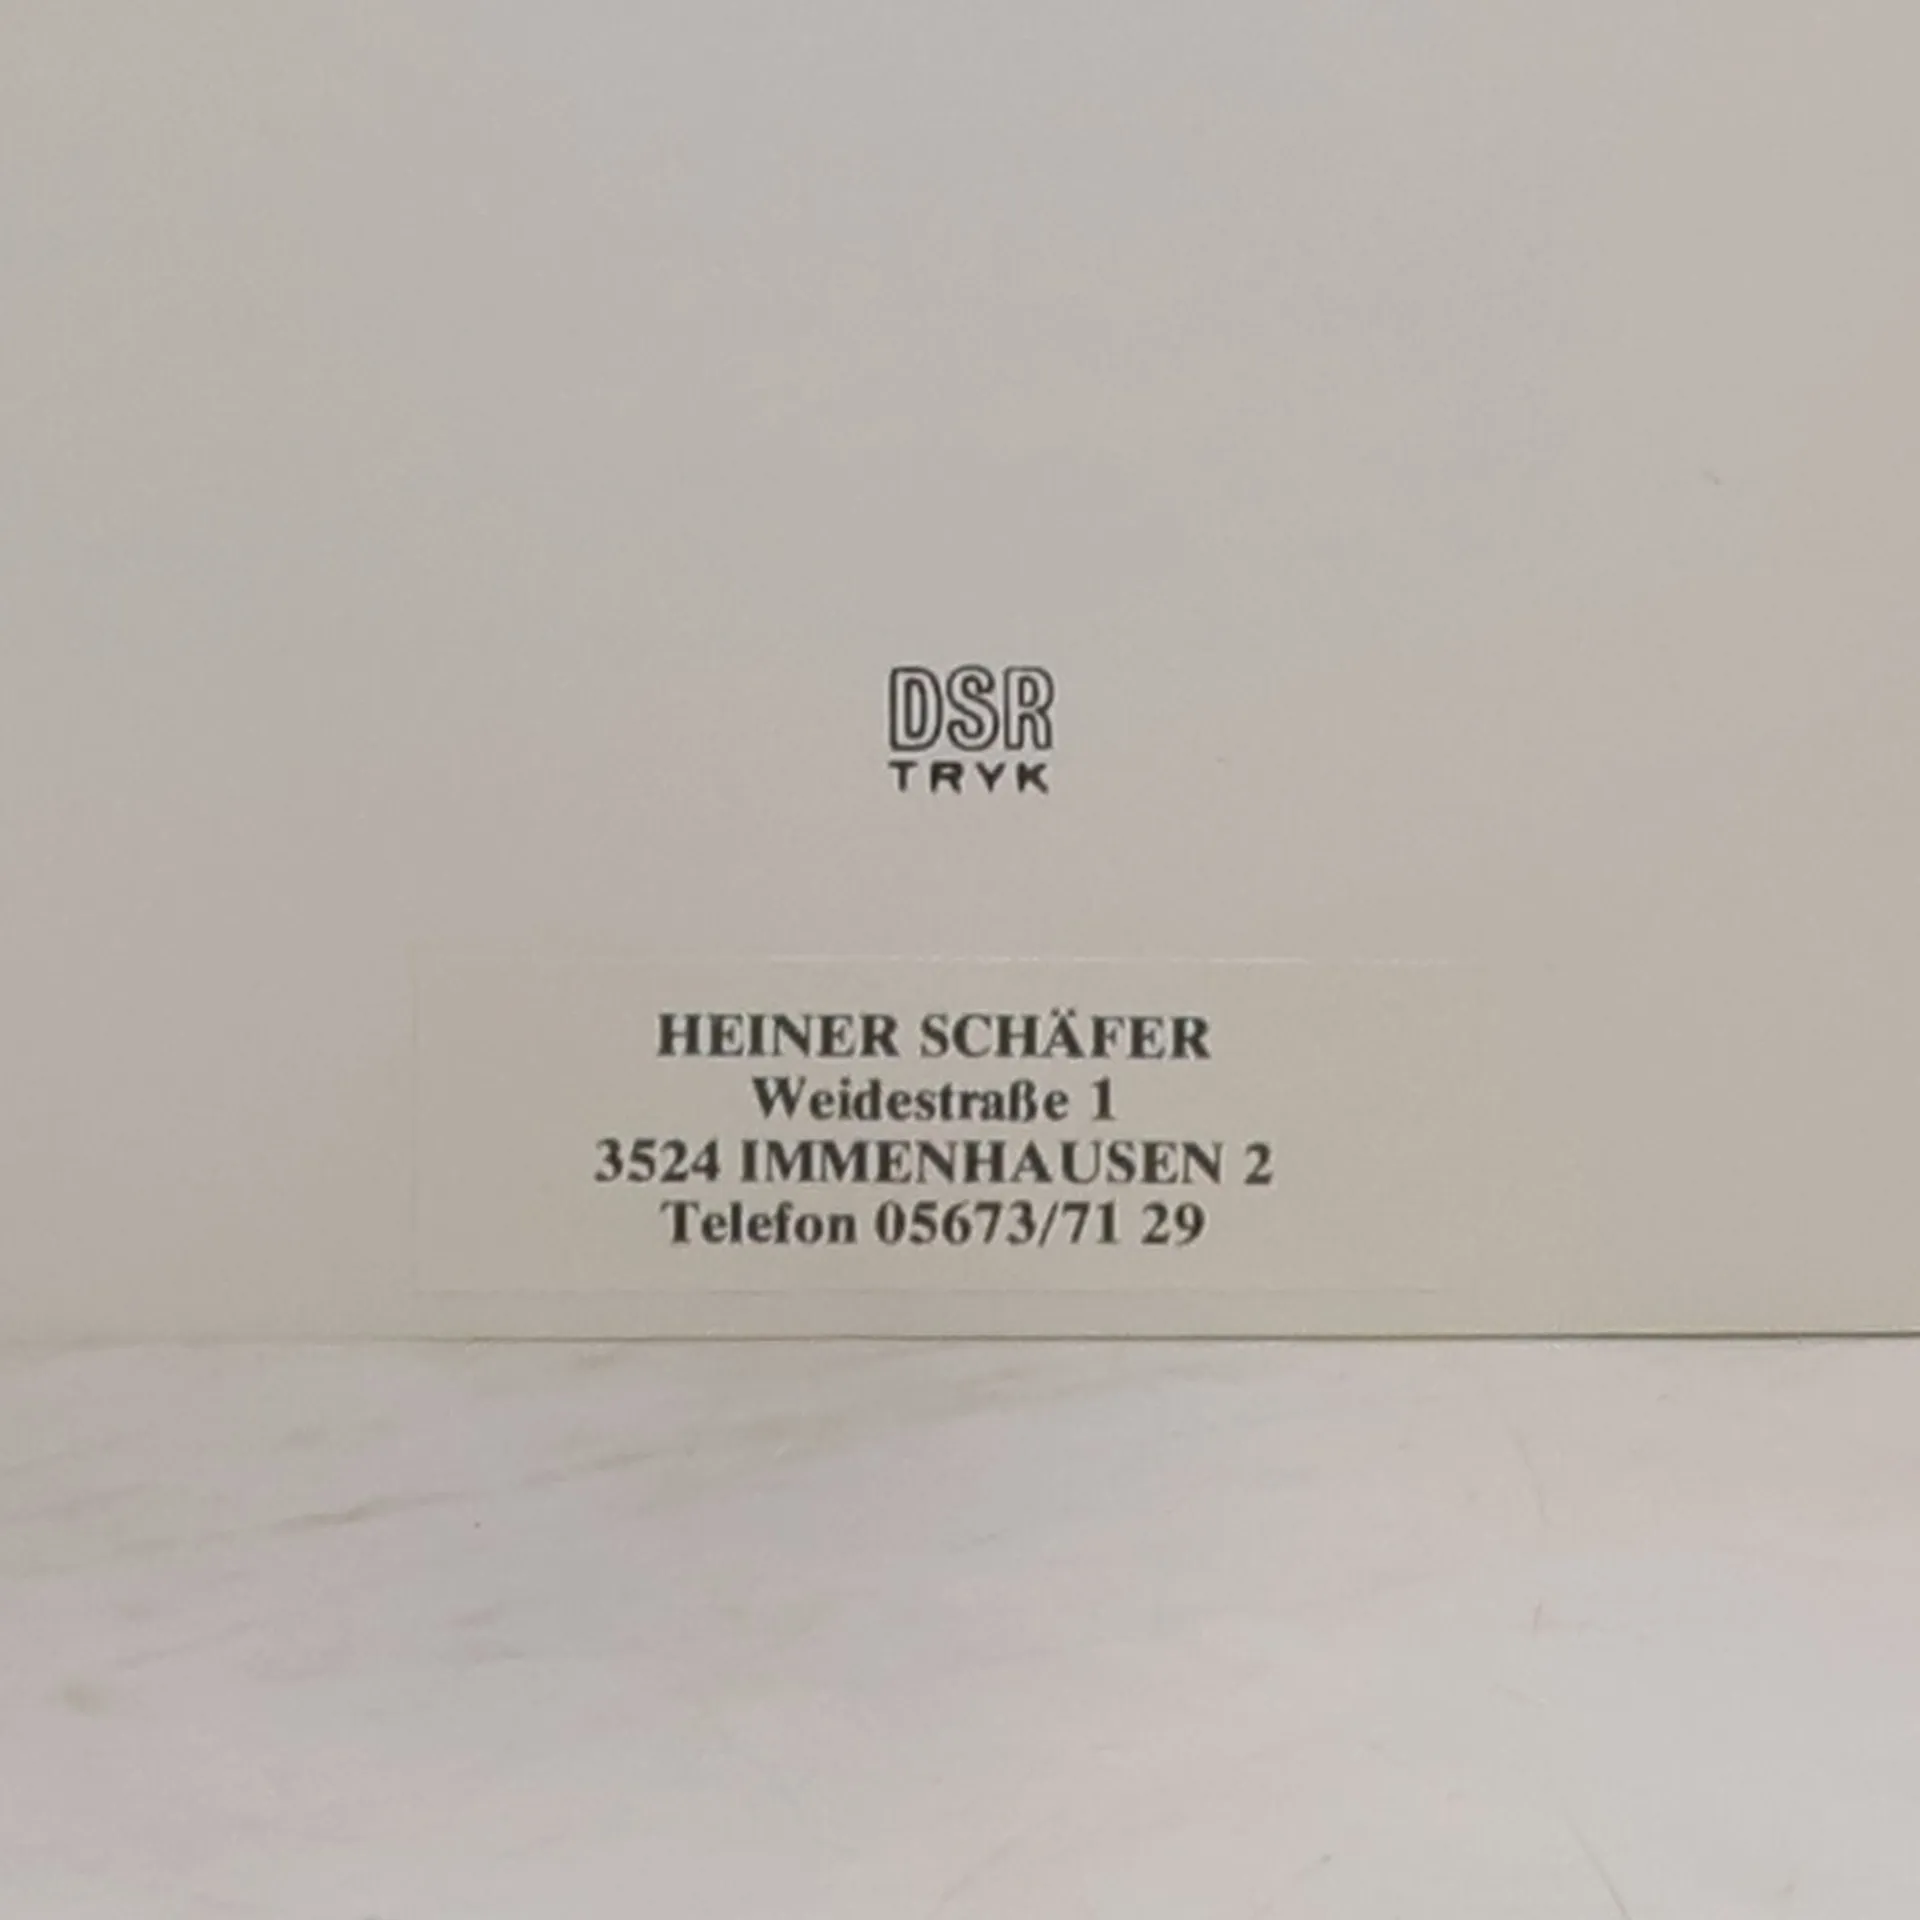 DSR
TRYK
HEINER SCHÄFER
Weidestraße 1
3524 IMMENHAUSEN 2
Telefon 05673/71 29